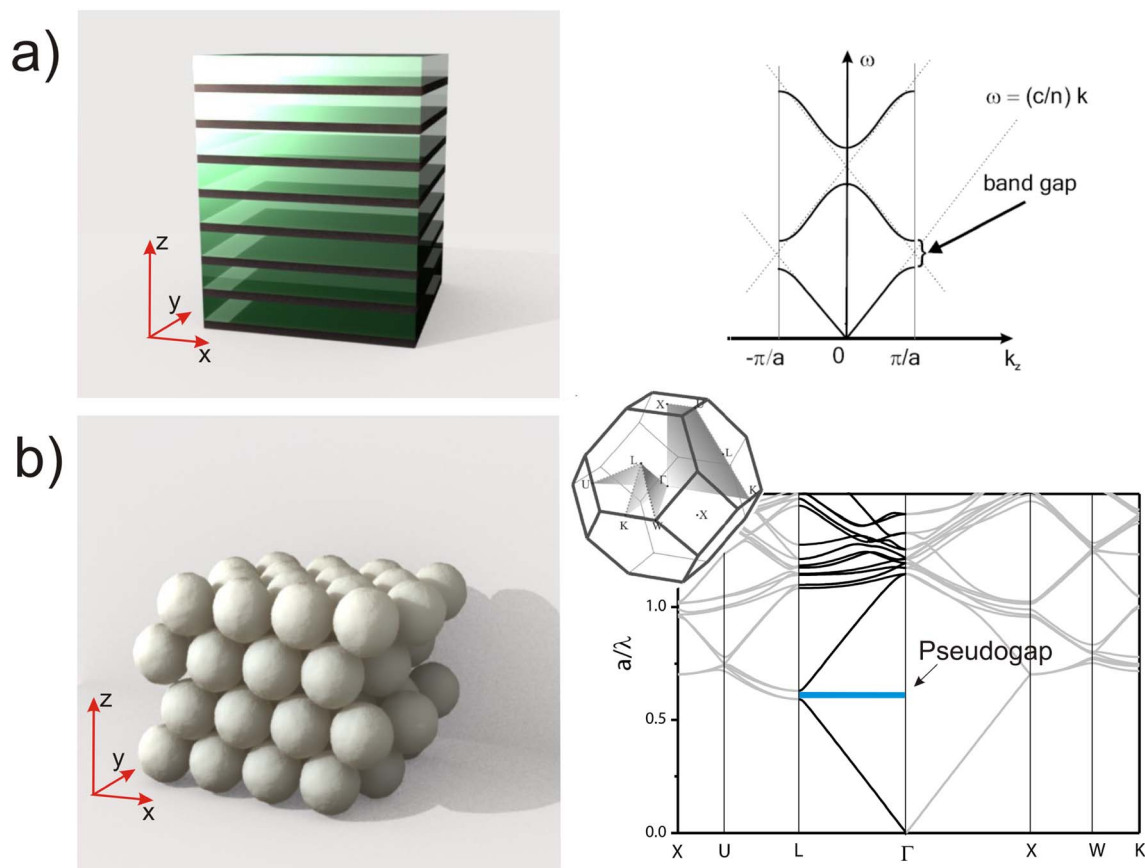 a)
z
y
x
ω
ω = (c/n) k
band gap
-π/a
0
π/a
k_z
b)
z
y
x
X
U
L
L
U
Γ
K
K
W
X
a/λ
1.0
0.5
0.0
Pseudogap
X
U
L
Γ
X
W
K